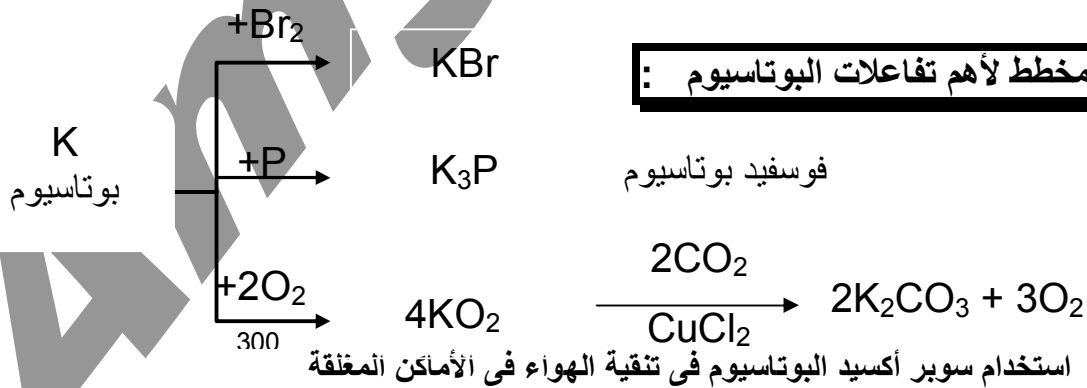 مخطط لأهم تفاعلات البوتاسيوم :
+Br₂
KBr
K
بوتاسيوم
+P
K₃P
فوسفيد بوتاسيوم
+2O₂
300
4KO₂
2CO₂
CuCl₂
2K₂CO₃ + 3O₂
استخدام سوبر أكسيد البوتاسيوم فى تنقية الهواء فى الأماكن المغلقة